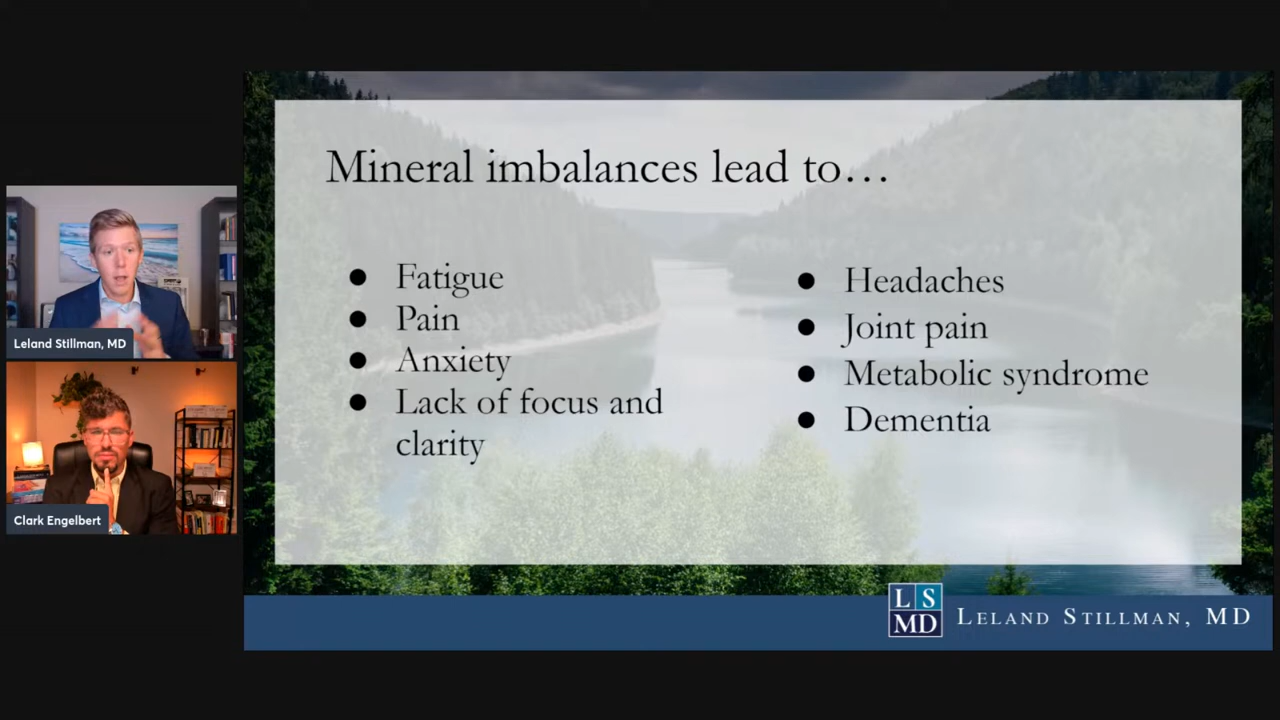 Mineral imbalances lead to…
● Fatigue
● Pain
● Anxiety
● Lack of focus and
clarity
● Headaches
● Joint pain
● Metabolic syndrome
● Dementia
Leland Stillman, MD
Clark Engelbert
L S
MD
LELAND STILLMAN, MD